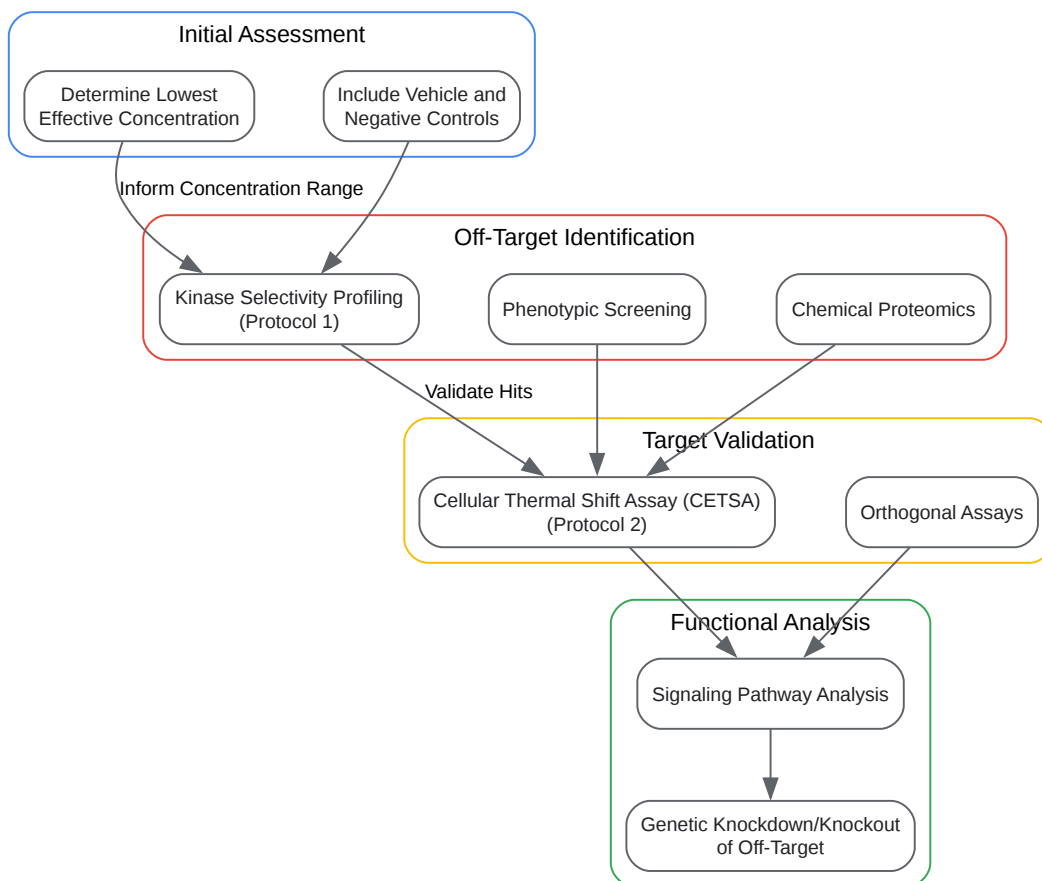 Initial Assessment
Determine Lowest
Effective Concentration
Include Vehicle and
Negative Controls
Inform Concentration Range
Off-Target Identification
Kinase Selectivity Profiling
(Protocol 1)
Phenotypic Screening
Chemical Proteomics
Validate Hits
Target Validation
Cellular Thermal Shift Assay (CETSA)
(Protocol 2)
Orthogonal Assays
Functional Analysis
Signaling Pathway Analysis
Genetic Knockdown/Knockout
of Off-Target